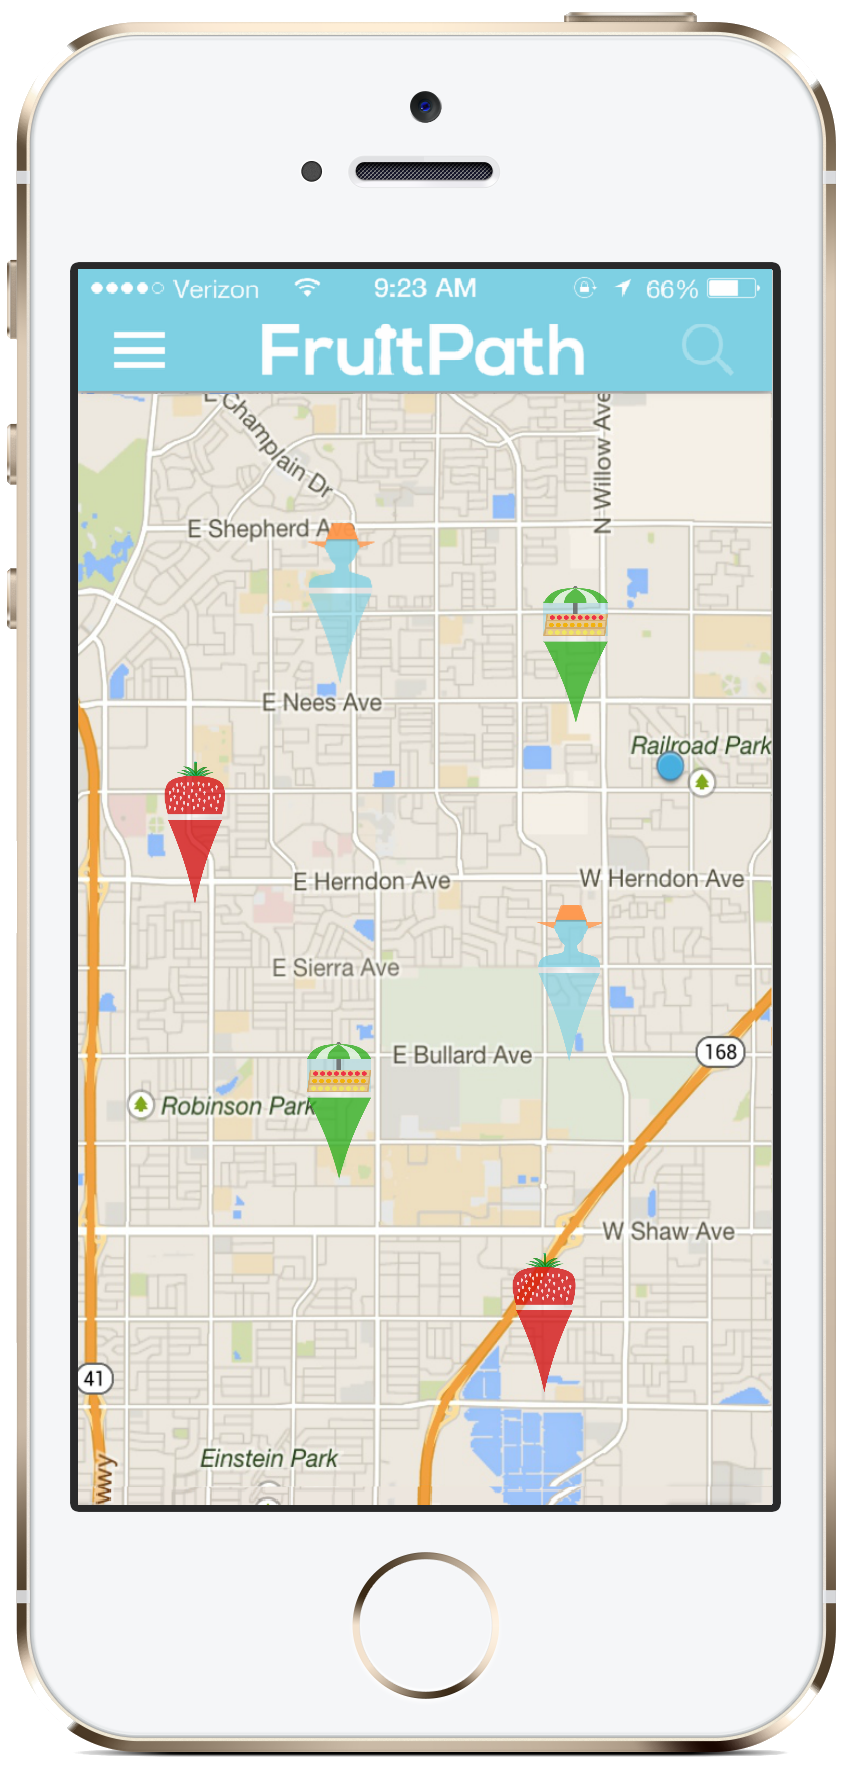 Verizon 9:23 AM 66%
FruitPath
E Champlain Dr
N Willow Ave
E Shepherd Ave
E Nees Ave
Railroad Park
E Herndon Ave
W Herndon Ave
E Sierra Ave
E Bullard Ave
168
Robinson Park
W Shaw Ave
41
Einstein Park